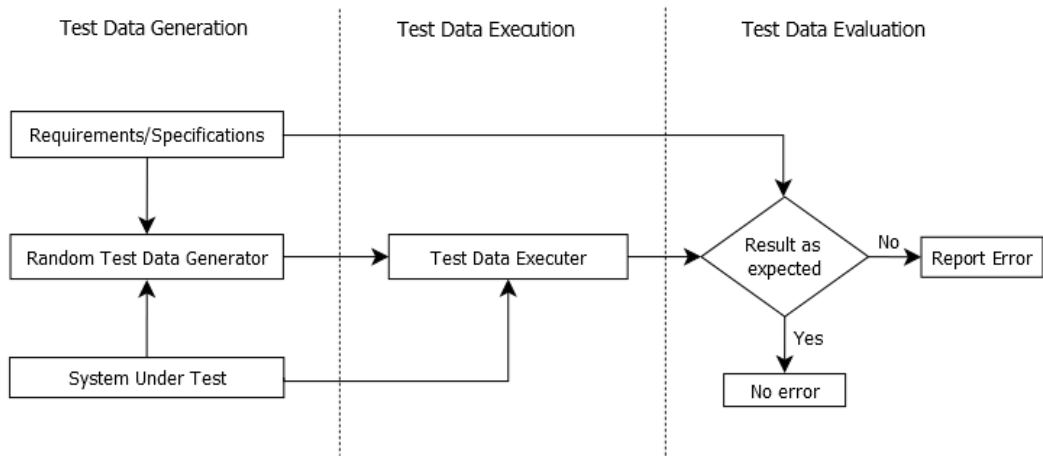 Test Data Generation
Test Data Execution
Test Data Evaluation
Requirements/Specifications
Random Test Data Generator
Test Data Executer
Result as
expected
No
Report Error
Yes
System Under Test
No error